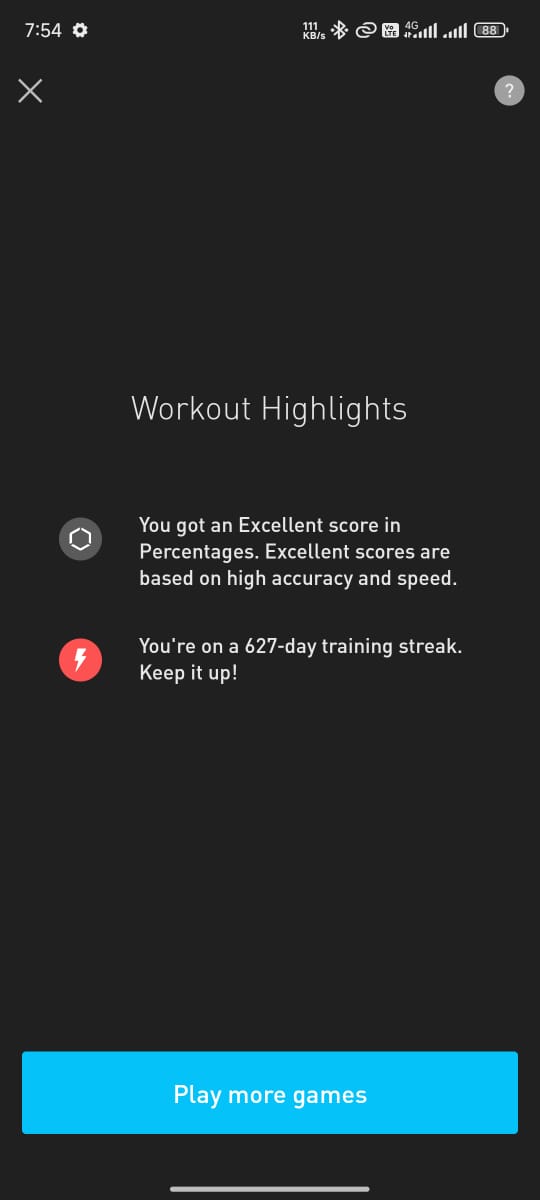 7:54 111 KB/s Vo LTE 4G 88
?
Workout Highlights
You got an Excellent score in
Percentages. Excellent scores are
based on high accuracy and speed.
You're on a 627-day training streak.
Keep it up!
Play more games